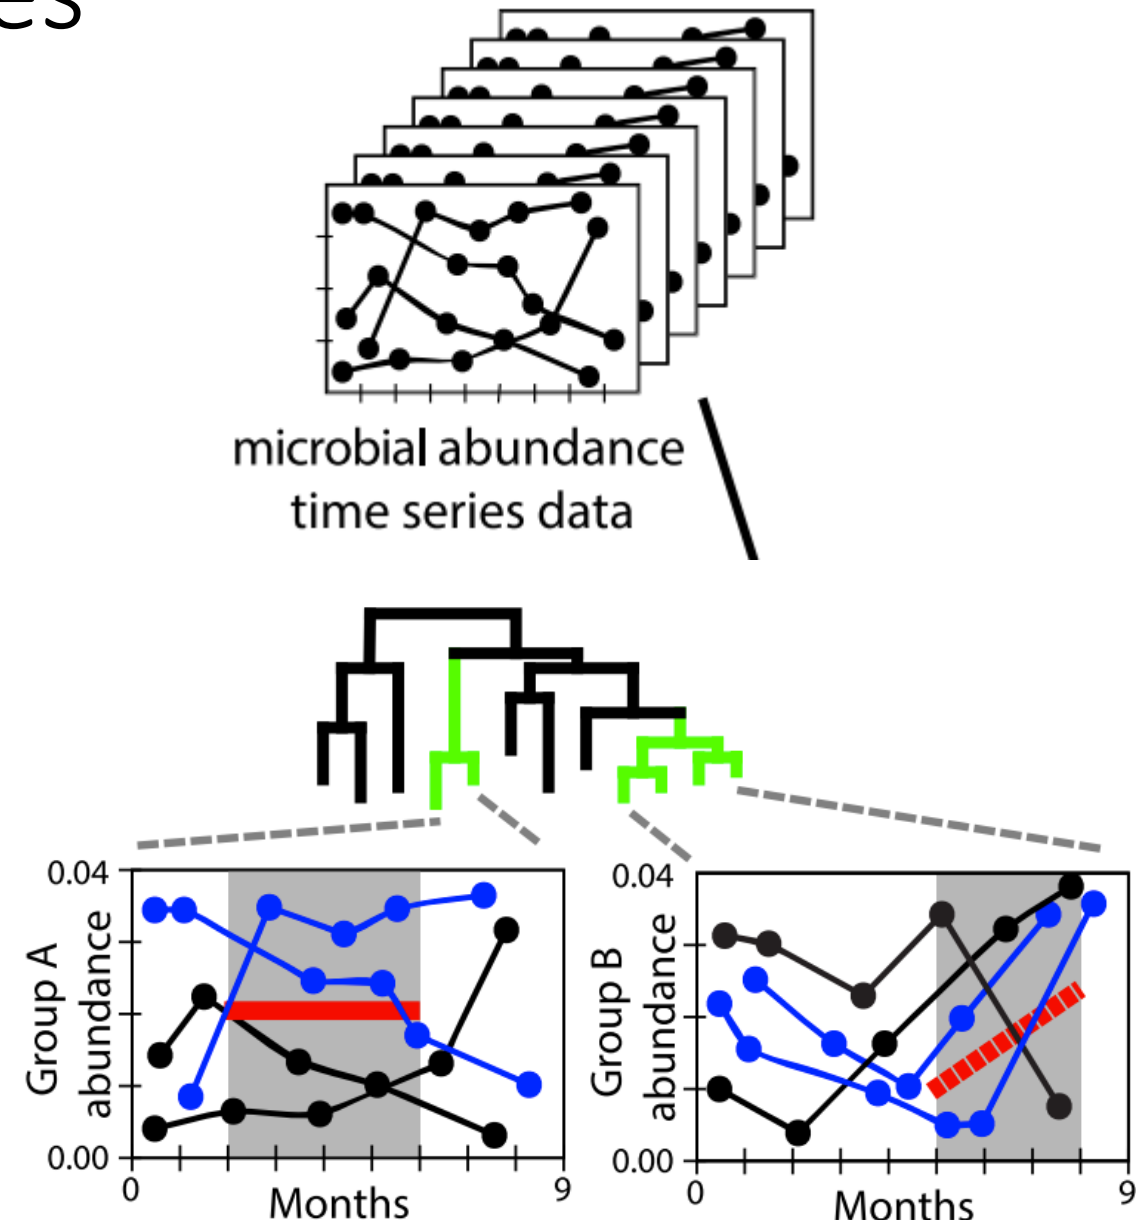 es
microbial abundance
time series data
0.04
Group A
abundance
0.00
0
Months
9
0.04
Group B
abundance
0.00
0
Months
9